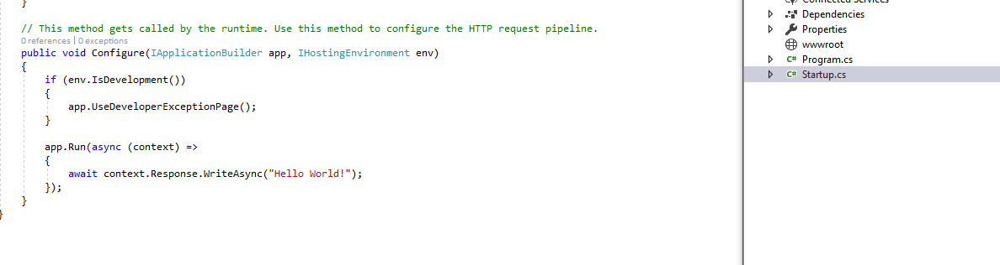 }
// This method gets called by the runtime. Use this method to configure the HTTP request pipeline.
0 references | 0 exceptions
public void Configure(IApplicationBuilder app, IHostingEnvironment env)
{
if (env.IsDevelopment())
{
app.UseDeveloperExceptionPage();
}
app.Run(async (context) =>
{
await context.Response.WriteAsync("Hello World!");
});
}
}
Connected Services
Dependencies
Properties
wwwroot
C# Program.cs
C# Startup.cs